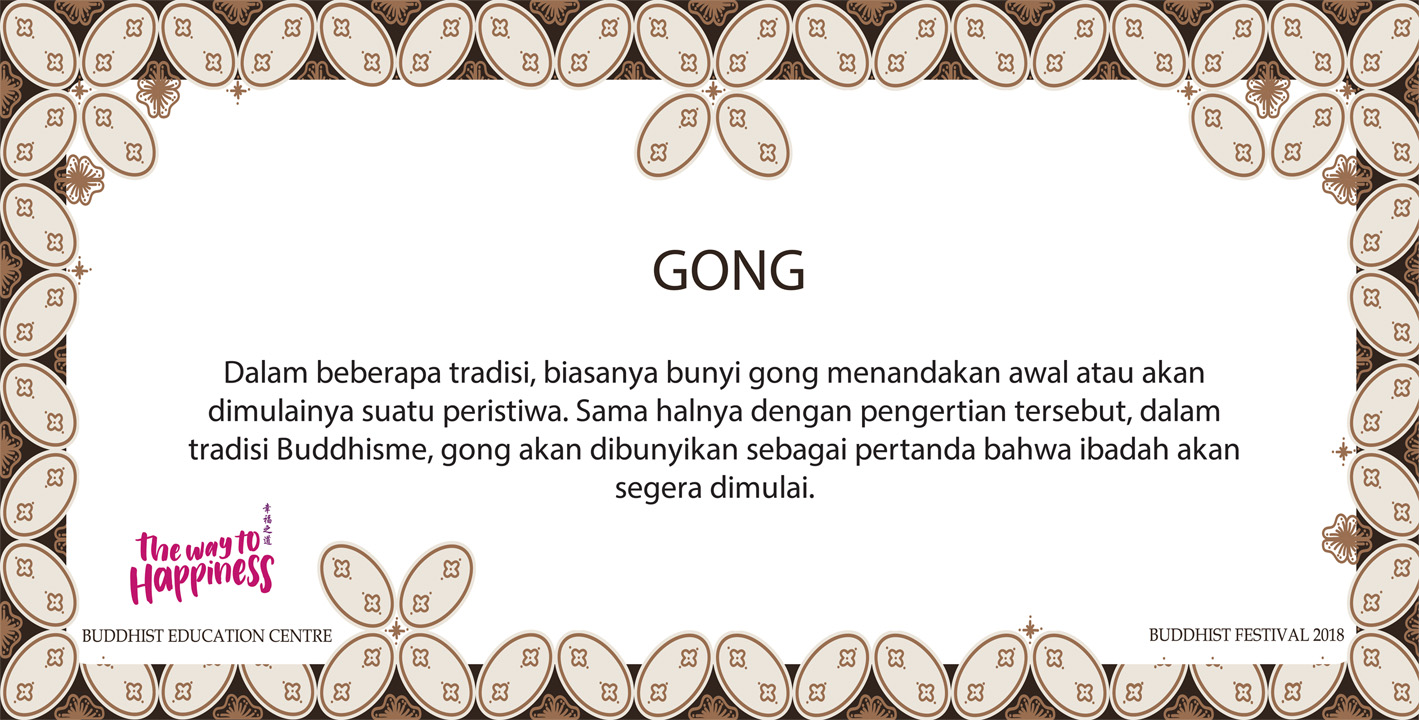 GONG
Dalam beberapa tradisi, biasanya bunyi gong menandakan awal atau akan
dimulainya suatu peristiwa. Sama halnya dengan pengertian tersebut, dalam
tradisi Buddhisme, gong akan dibunyikan sebagai pertanda bahwa ibadah akan
segera dimulai.
幸福之道
the way to
Happiness
BUDDHIST EDUCATION CENTRE
BUDDHIST FESTIVAL 2018